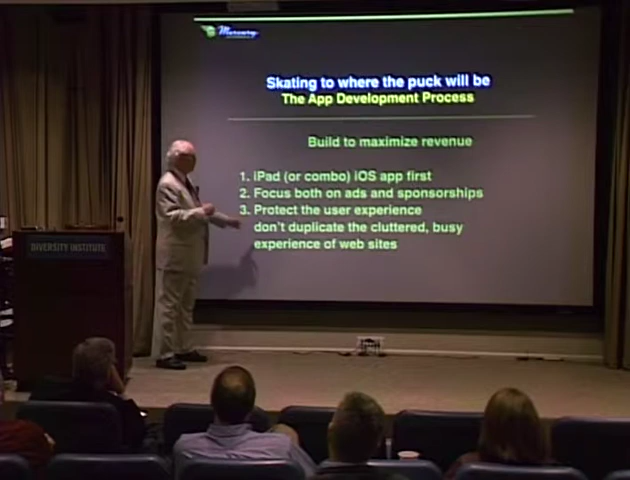 Mercury
Skating to where the puck will be
The App Development Process
Build to maximize revenue
1. iPad (or combo) iOS app first
2. Focus both on ads and sponsorships
3. Protect the user experience
don't duplicate the cluttered, busy
experience of web sites
DIVERSITY INSTITUTE